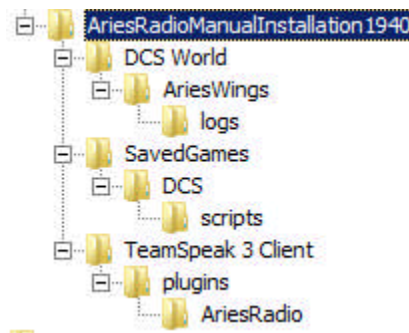 AriesRadioManualInstallation1940
DCS World
AriesWings
logs
SavedGames
DCS
scripts
TeamSpeak 3 Client
plugins
AriesRadio